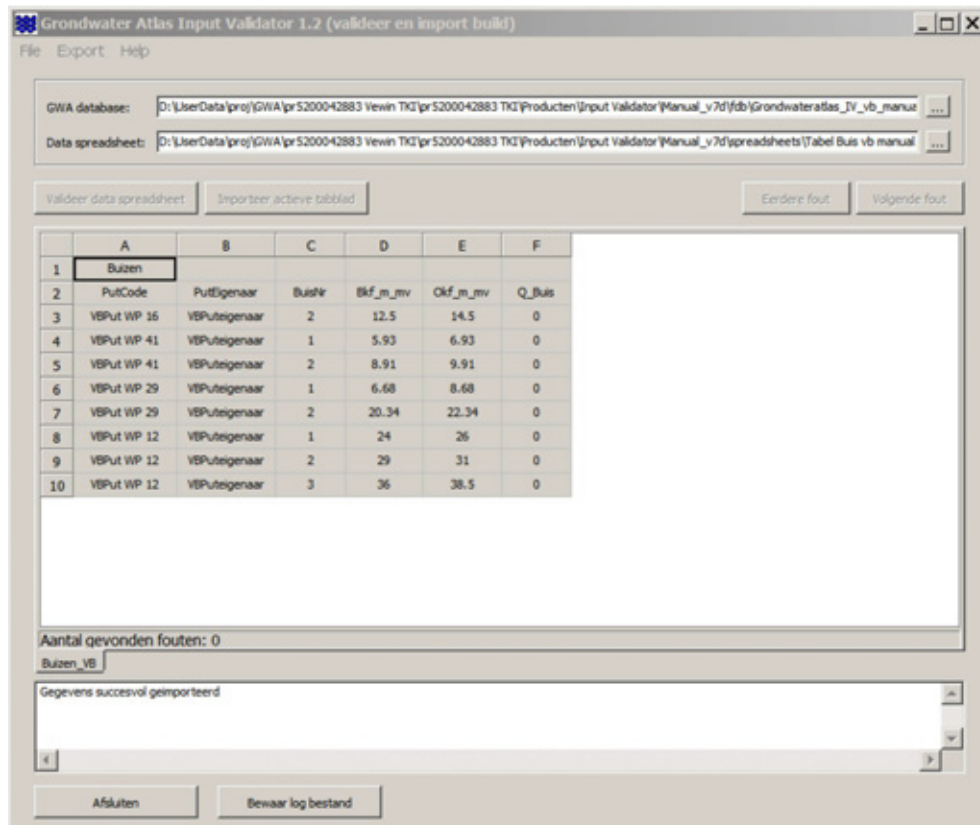 Grondwater Atlas Input Validator 1.2 (valideer en import build)
File Export Help
GWA database: D:\UserData\proj\GWA\pr5200042883 Vewin TKI\pr5200042883 TKI\Producten\Input Validator\Manual_v7d\fdb\Grondwateratlas_IV_vb_manua ...
Data spreadsheet: D:\UserData\proj\GWA\pr5200042883 Vewin TKI\pr5200042883 TKI\Producten\Input Validator\Manual_v7d\spreadsheets\Tabel Buis vb manual ...
Valideer data spreadsheet Importeer actieve tabblad Eerdere fout Volgende fout
A B C D E F
1 Buizen
2 PutCode PutEigenaar BuisNr Bkf_m_mv Okf_m_mv Q_Buis
3 VBPut WP 16 VBPuteigenaar 2 12.5 14.5 0
4 VBPut WP 41 VBPuteigenaar 1 5.93 6.93 0
5 VBPut WP 41 VBPuteigenaar 2 8.91 9.91 0
6 VBPut WP 29 VBPuteigenaar 1 6.68 8.68 0
7 VBPut WP 29 VBPuteigenaar 2 20.34 22.34 0
8 VBPut WP 12 VBPuteigenaar 1 24 26 0
9 VBPut WP 12 VBPuteigenaar 2 29 31 0
10 VBPut WP 12 VBPuteigenaar 3 36 38.5 0
Aantal gevonden fouten: 0
Buizen_VB
Gegevens succesvol geimporteerd
Afsluiten Bewaar log bestand